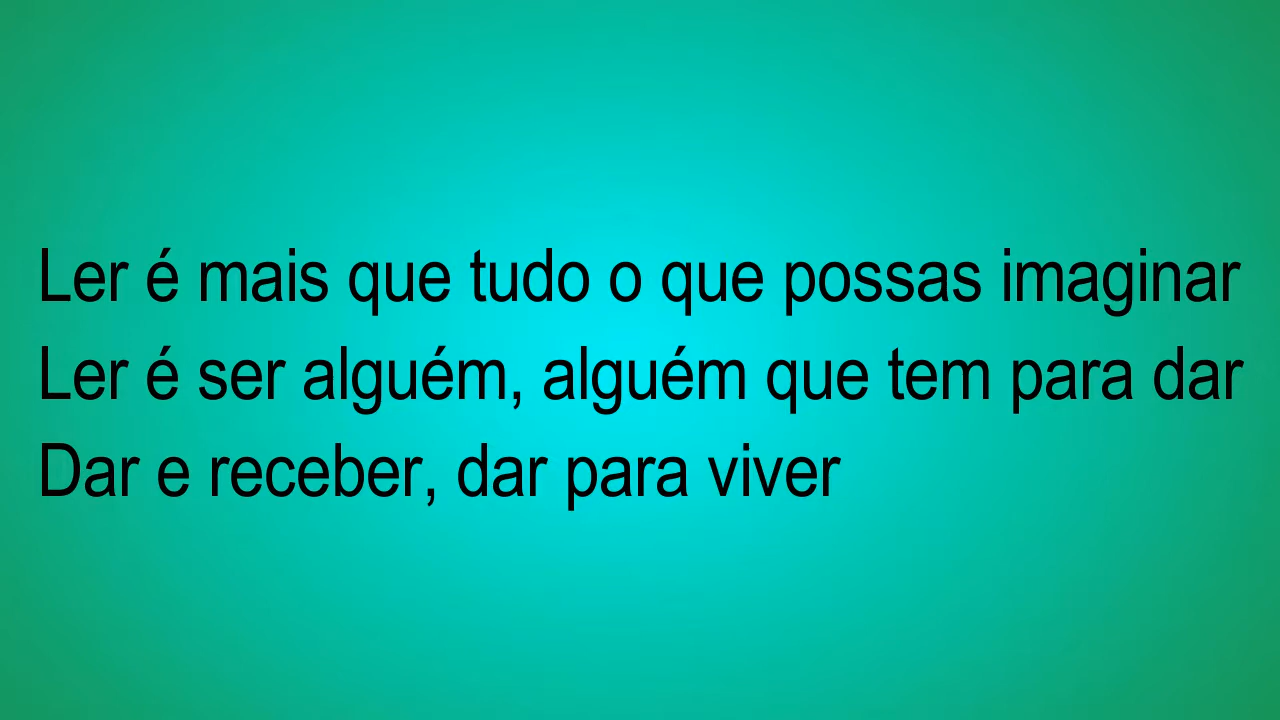 Ler é mais que tudo o que possas imaginar
Ler é ser alguém, alguém que tem para dar
Dar e receber, dar para viver